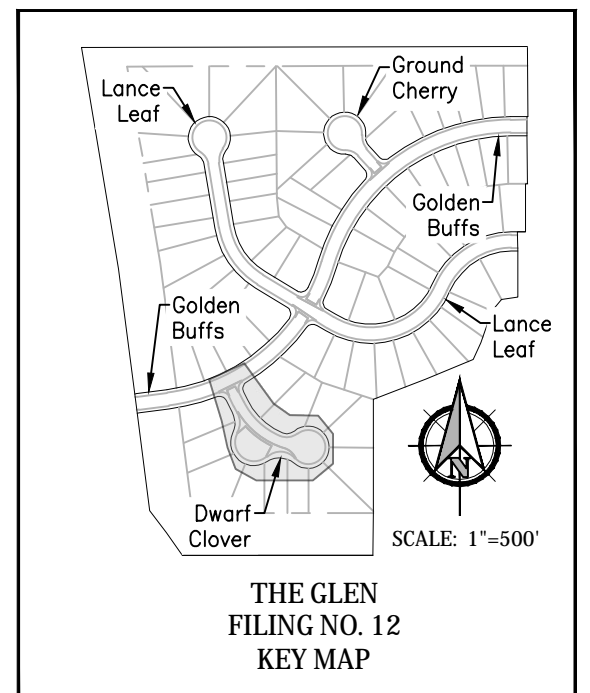 Ground
Cherry
Lance
Leaf
Golden
Buffs
Golden
Buffs
Lance
Leaf
N
Dwarf
Clover
SCALE: 1"=500'
THE GLEN
FILING NO. 12
KEY MAP